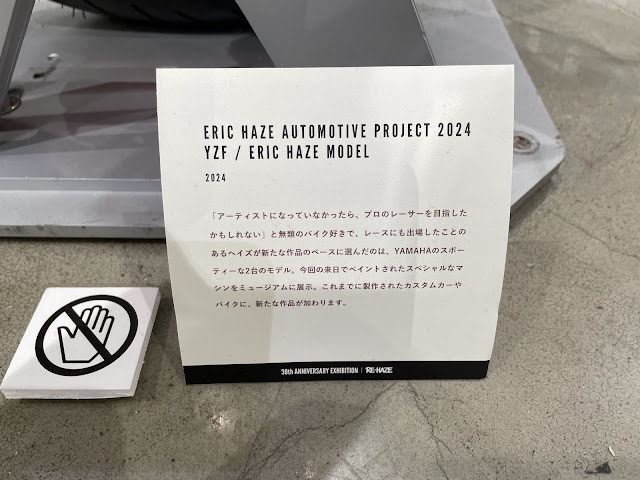 ERIC HAZE AUTOMOTIVE PROJECT 2024
YZF / ERIC HAZE MODEL
2024
「アーティストになっていなかったら、プロのレーサーを目指した
かもしれない」と無類のバイク好きで、レースにも出場したことの
あるヘイズが新たな作品のベースに選んだのは、YAMAHAのスポー
ティーな2台のモデル。今回の来日でペイントされたスペシャルなマ
シンをミュージアムに展示。これまでに製作されたカスタムカーや
バイクに、新たな作品が加わります。
30th ANNIVERSARY EXHIBITION | RE-HAZE